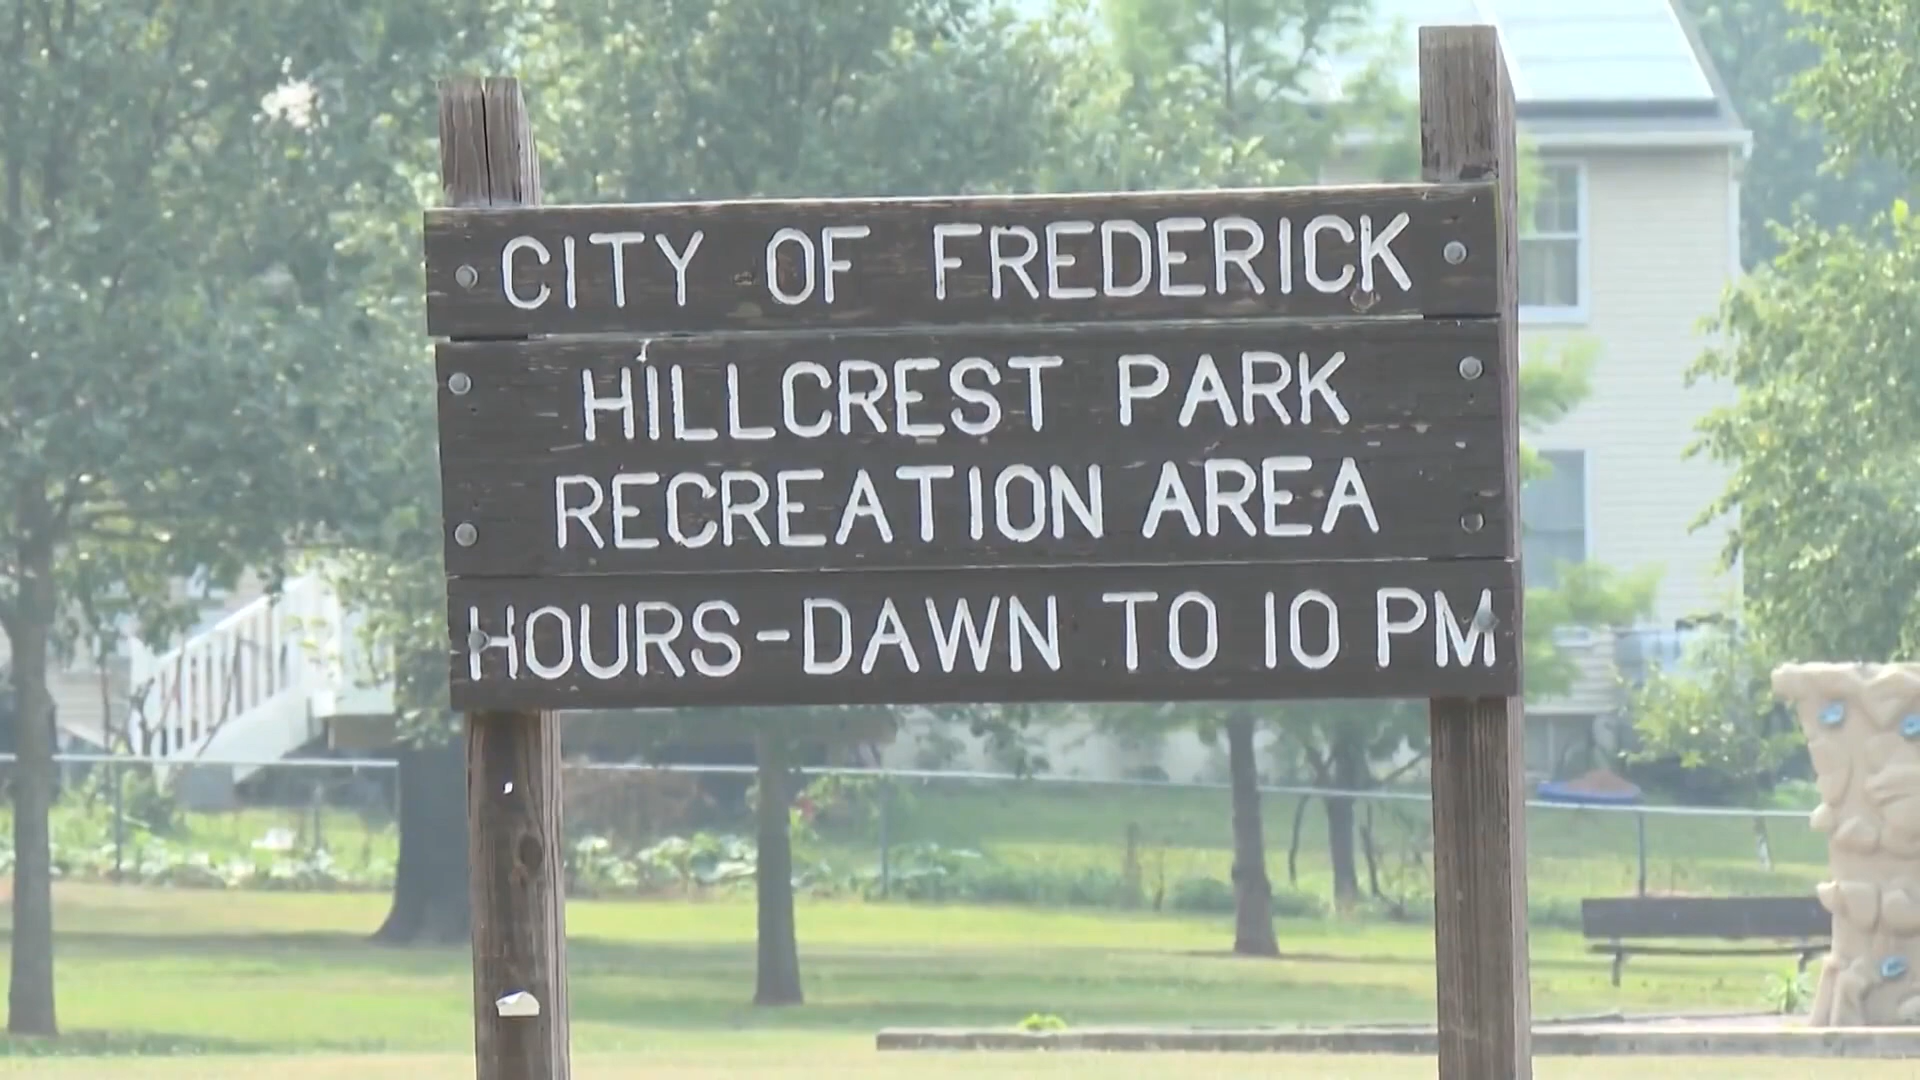 CITY OF FREDERICK
HILLCREST PARK
RECREATION AREA
HOURS-DAWN TO 10 PM